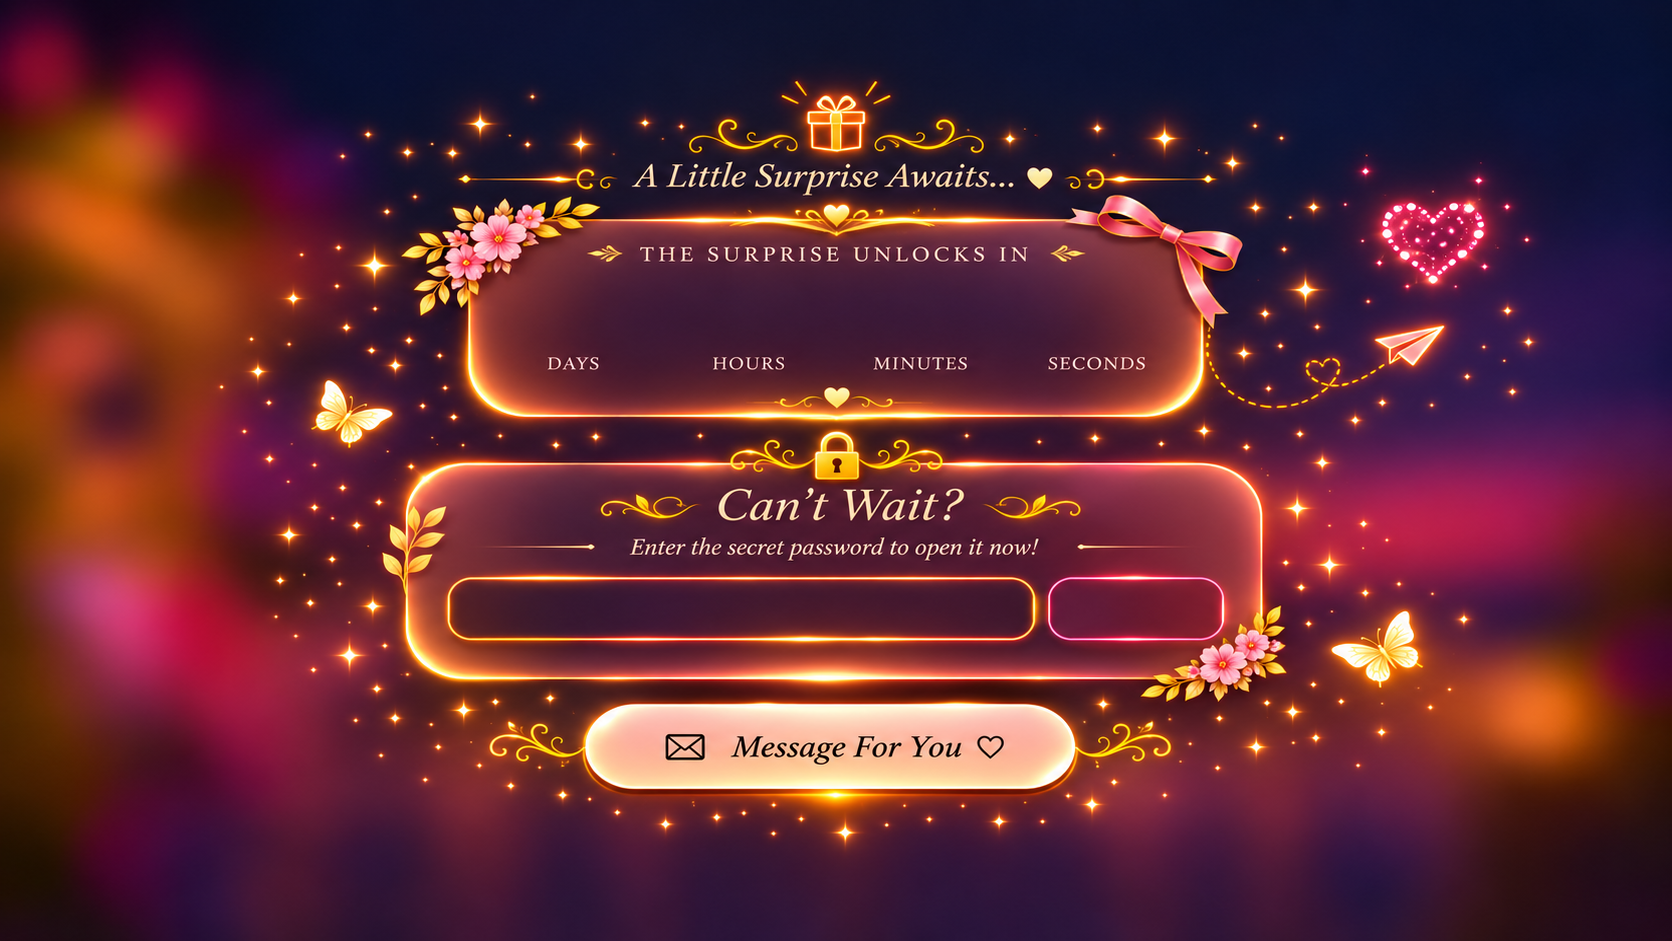 A Little Surprise Awaits...
THE SURPRISE UNLOCKS IN
DAYS HOURS MINUTES SECONDS
Can't Wait?
Enter the secret password to open it now!
Message For You